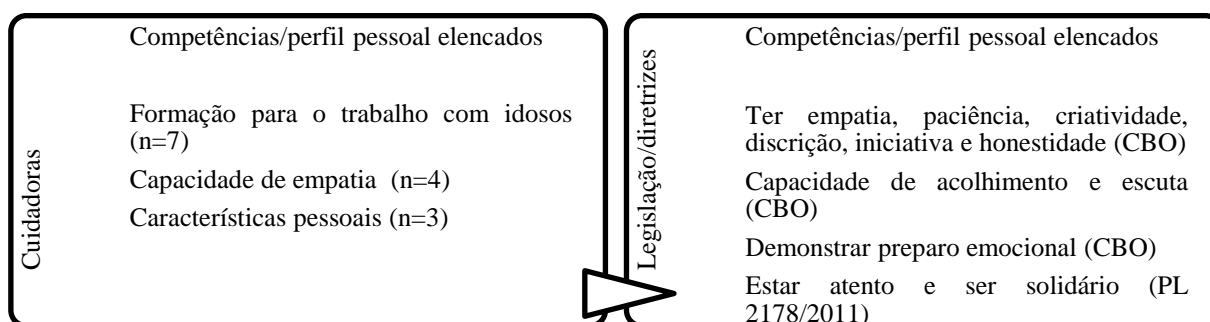 Cuidadoras
Competências/perfil pessoal elencados
Formação para o trabalho com idosos
(n=7)
Capacidade de empatia (n=4)
Características pessoais (n=3)
Legislação/diretrizes
Competências/perfil pessoal elencados
Ter empatia, paciência, criatividade,
discrição, iniciativa e honestidade (CBO)
Capacidade de acolhimento e escuta
(CBO)
Demonstrar preparo emocional (CBO)
Estar atento e ser solidário (PL
2178/2011)